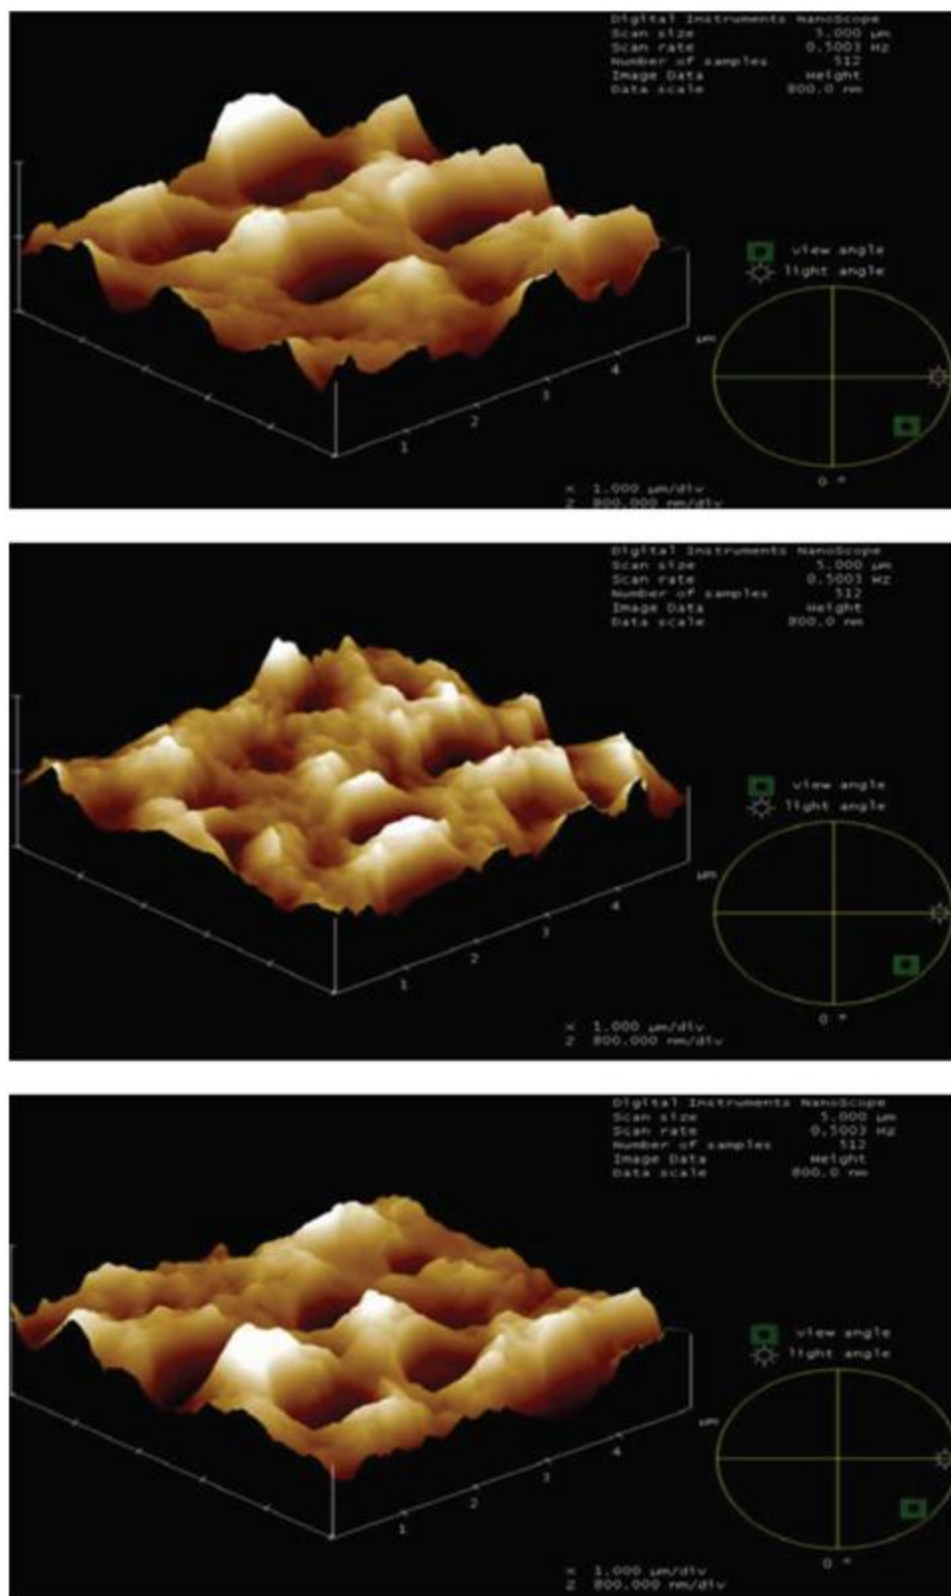 Digital Instruments NanoScope
Scan size 5.000 µm
Scan rate 0.5003 Hz
Number of samples 512
Image Data Height
Data scale 800.0 nm
view angle
light angle
µm
4
3
2
1
0 °
X 1.000 µm/div
Z 800.000 nm/div
Digital Instruments NanoScope
Scan size 5.000 µm
Scan rate 0.5003 Hz
Number of samples 512
Image Data Height
Data scale 800.0 nm
view angle
light angle
µm
4
3
2
1
0 °
X 1.000 µm/div
Z 800.000 nm/div
Digital Instruments NanoScope
Scan size 5.000 µm
Scan rate 0.5003 Hz
Number of samples 512
Image Data Height
Data scale 800.0 nm
view angle
light angle
µm
4
3
2
1
0 °
X 1.000 µm/div
Z 800.000 nm/div